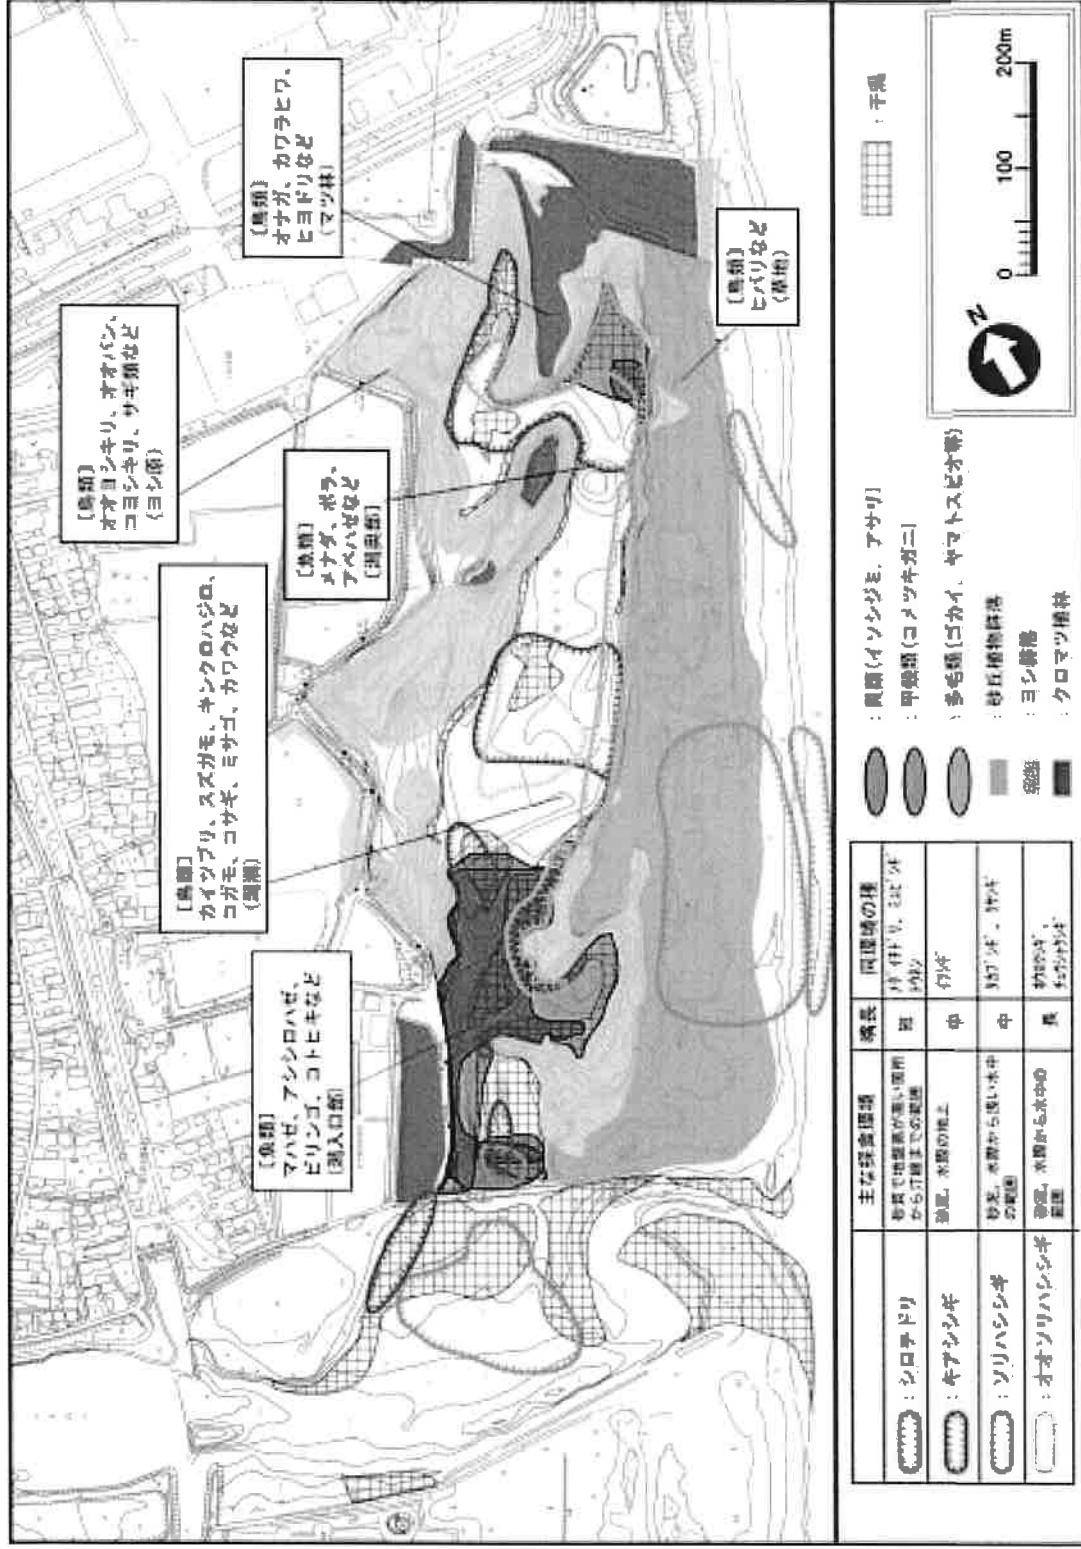 [鳥類]
オオヨシキリ、オオバン、
コヨシキリ、サギ類など
(ヨシ原)
[鳥類]
オナガ、カワラヒワ、
ヒヨドリなど
(マツ林)
[鳥類]
カイツブリ、スズガモ、キンクロハジロ、
コガモ、コサギ、ミサゴ、カワウなど
[魚類]
メナダ、ボラ、
アベハゼなど
[潟奥部]
[魚類]
マハゼ、アシシロハゼ、
ビリンゴ、コトヒキなど
[潟入口部]
[鳥類]
ヒバリなど
(草地)
主な採食環境
嘴長
同環境の種
:シロチドリ
砂質で地盤高が高い箇所
から汀線までの範囲
短
:キアシシギ
水際の地上
中
:ソリハシシギ
砂泥、水際から浅い水中
の範囲
中
:オオソリハシシギ
水際から水中の
範囲
長
:貝類(イソシジミ、アサリ)
:甲殻類(コメツキガニ)
:多毛類(ゴカイ、ヤマトスピオ等)
:砂丘植物群落
:ヨシ群落
:クロマツ植林
:干潟
N
0
100
200m